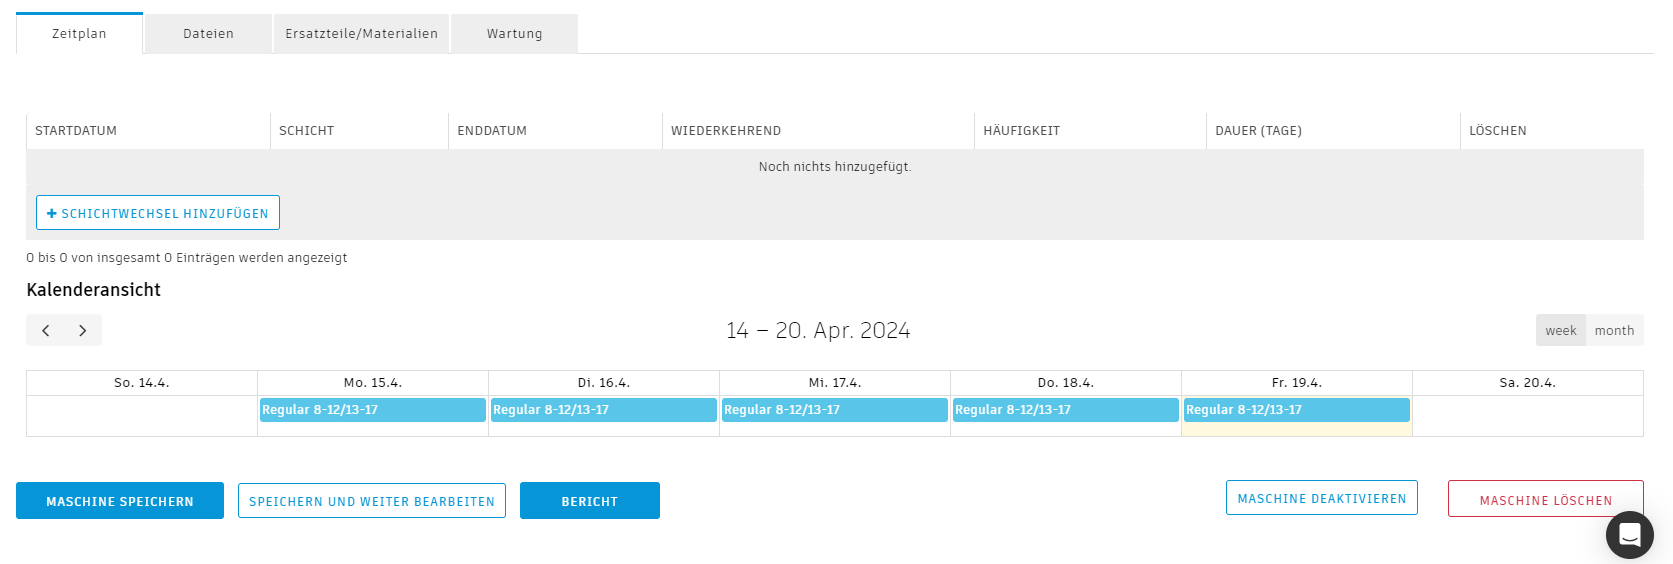 Zeitplan Dateien Ersatzteile/Materialien Wartung
STARTDATUM SCHICHT ENDDATUM WIEDERKEHREND HÄUFIGKEIT DAUER (TAGE) LÖSCHEN
Noch nichts hinzugefügt.
+ SCHICHTWECHSEL HINZUFÜGEN
0 bis 0 von insgesamt 0 Einträgen werden angezeigt
Kalenderansicht
14 – 20. Apr. 2024 week month
So. 14.4. Mo. 15.4. Di. 16.4. Mi. 17.4. Do. 18.4. Fr. 19.4. Sa. 20.4.
Regular 8-12/13-17 Regular 8-12/13-17 Regular 8-12/13-17 Regular 8-12/13-17 Regular 8-12/13-17
MASCHINE SPEICHERN SPEICHERN UND WEITER BEARBEITEN BERICHT MASCHINE DEAKTIVIEREN MASCHINE LÖSCHEN